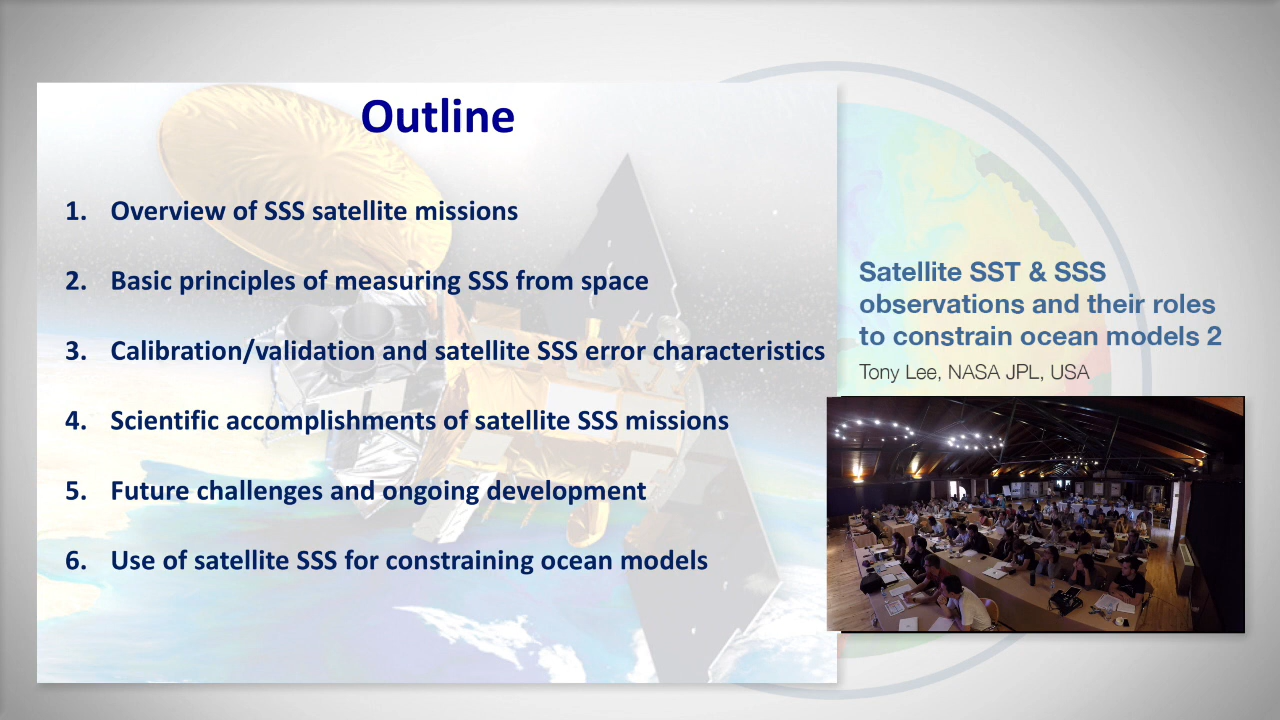 Outline
1. Overview of SSS satellite missions
2. Basic principles of measuring SSS from space
3. Calibration/validation and satellite SSS error characteristics
4. Scientific accomplishments of satellite SSS missions
5. Future challenges and ongoing development
6. Use of satellite SSS for constraining ocean models
Satellite SST & SSS
observations and their roles
to constrain ocean models 2
Tony Lee, NASA JPL, USA